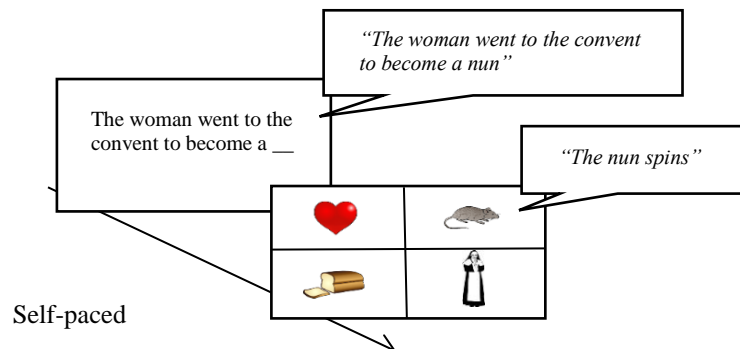 “The woman went to the convent
to become a nun”
The woman went to the
convent to become a __
“The nun spins”
Self-paced